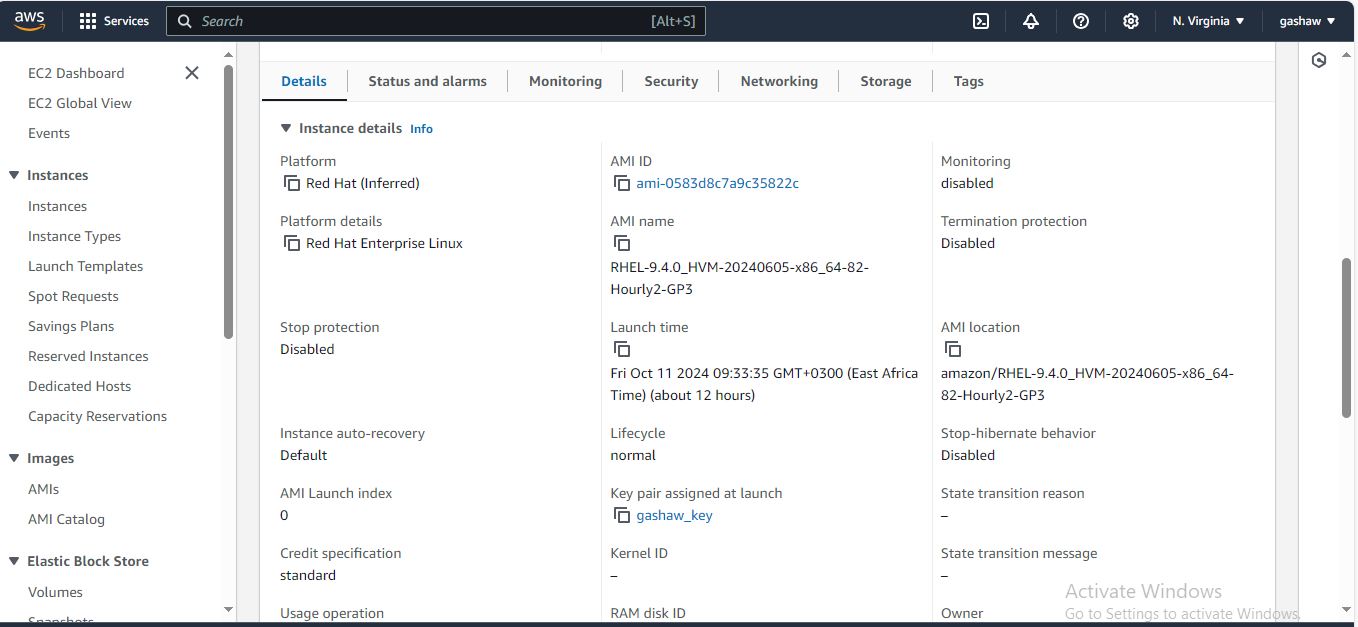 aws
Services
Search
[Alt+S]
N. Virginia
gashaw
EC2 Dashboard
EC2 Global View
Events
Instances
Instances
Instance Types
Launch Templates
Spot Requests
Savings Plans
Reserved Instances
Dedicated Hosts
Capacity Reservations
Images
AMIs
AMI Catalog
Elastic Block Store
Volumes
Snapshots
Details
Status and alarms
Monitoring
Security
Networking
Storage
Tags
Instance details Info
Platform
Red Hat (Inferred)
AMI ID
ami-0583d8c7a9c35822c
Monitoring
disabled
Platform details
Red Hat Enterprise Linux
AMI name
RHEL-9.4.0_HVM-20240605-x86_64-82-
Hourly2-GP3
Termination protection
Disabled
Stop protection
Disabled
Launch time
Fri Oct 11 2024 09:33:35 GMT+0300 (East Africa
Time) (about 12 hours)
AMI location
amazon/RHEL-9.4.0_HVM-20240605-x86_64-
82-Hourly2-GP3
Instance auto-recovery
Default
Lifecycle
normal
Stop-hibernate behavior
Disabled
AMI Launch index
0
Key pair assigned at launch
gashaw_key
State transition reason
–
Credit specification
standard
Kernel ID
–
State transition message
–
Usage operation
RAM disk ID
Owner
Activate Windows
Go to Settings to activate Windows.